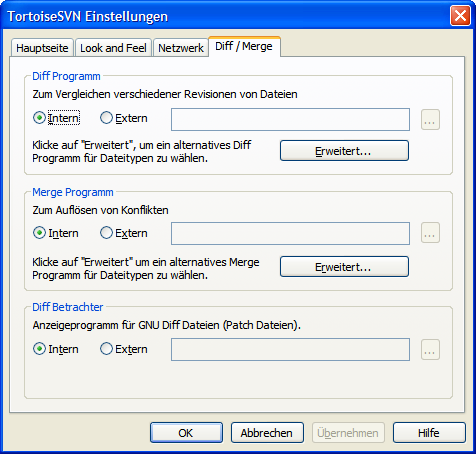 TortoiseSVN Einstellungen
Hauptseite Look and Feel Netzwerk Diff / Merge
Diff Programm
Zum Vergleichen verschiedener Revisionen von Dateien
Intern Extern ...
Klicke auf "Erweitert", um ein alternatives Diff
Programm für Dateitypen zu wählen.
Erweitert...
Merge Programm
Zum Auflösen von Konflikten
Intern Extern ...
Klicke auf "Erweitert" um ein alternatives Merge
Programm für Dateitypen zu wählen.
Erweitert...
Diff Betrachter
Anzeigeprogramm für GNU Diff Dateien (Patch Dateien).
Intern Extern ...
OK Abbrechen Übernehmen Hilfe